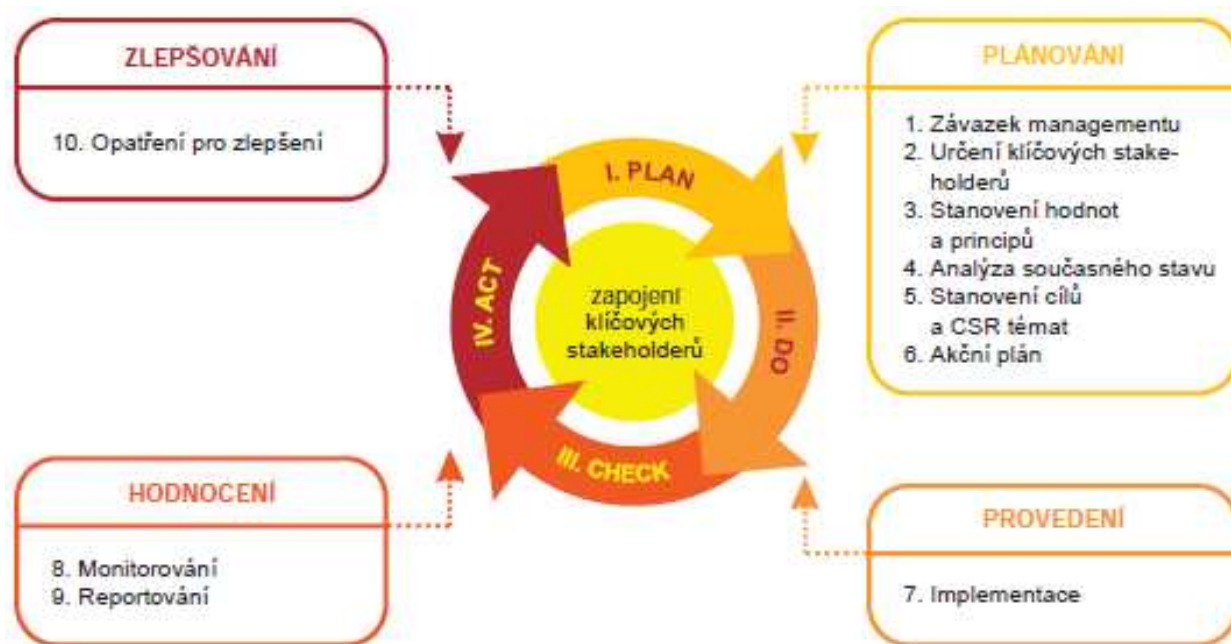 ZLEPŠOVÁNÍ
10. Opatření pro zlepšení
PLÁNOVÁNÍ
1. Závazek managementu
2. Určení klíčových stake-
holderů
3. Stanovení hodnot
a principů
4. Analýza současného stavu
5. Stanovení cílů
a CSR témat
6. Akční plán
I. PLAN
II. DO
III. CHECK
IV. ACT
zapojení
klíčových
stakeholderů
HODNOCENÍ
8. Monitorování
9. Reportování
PROVEDENÍ
7. Implementace